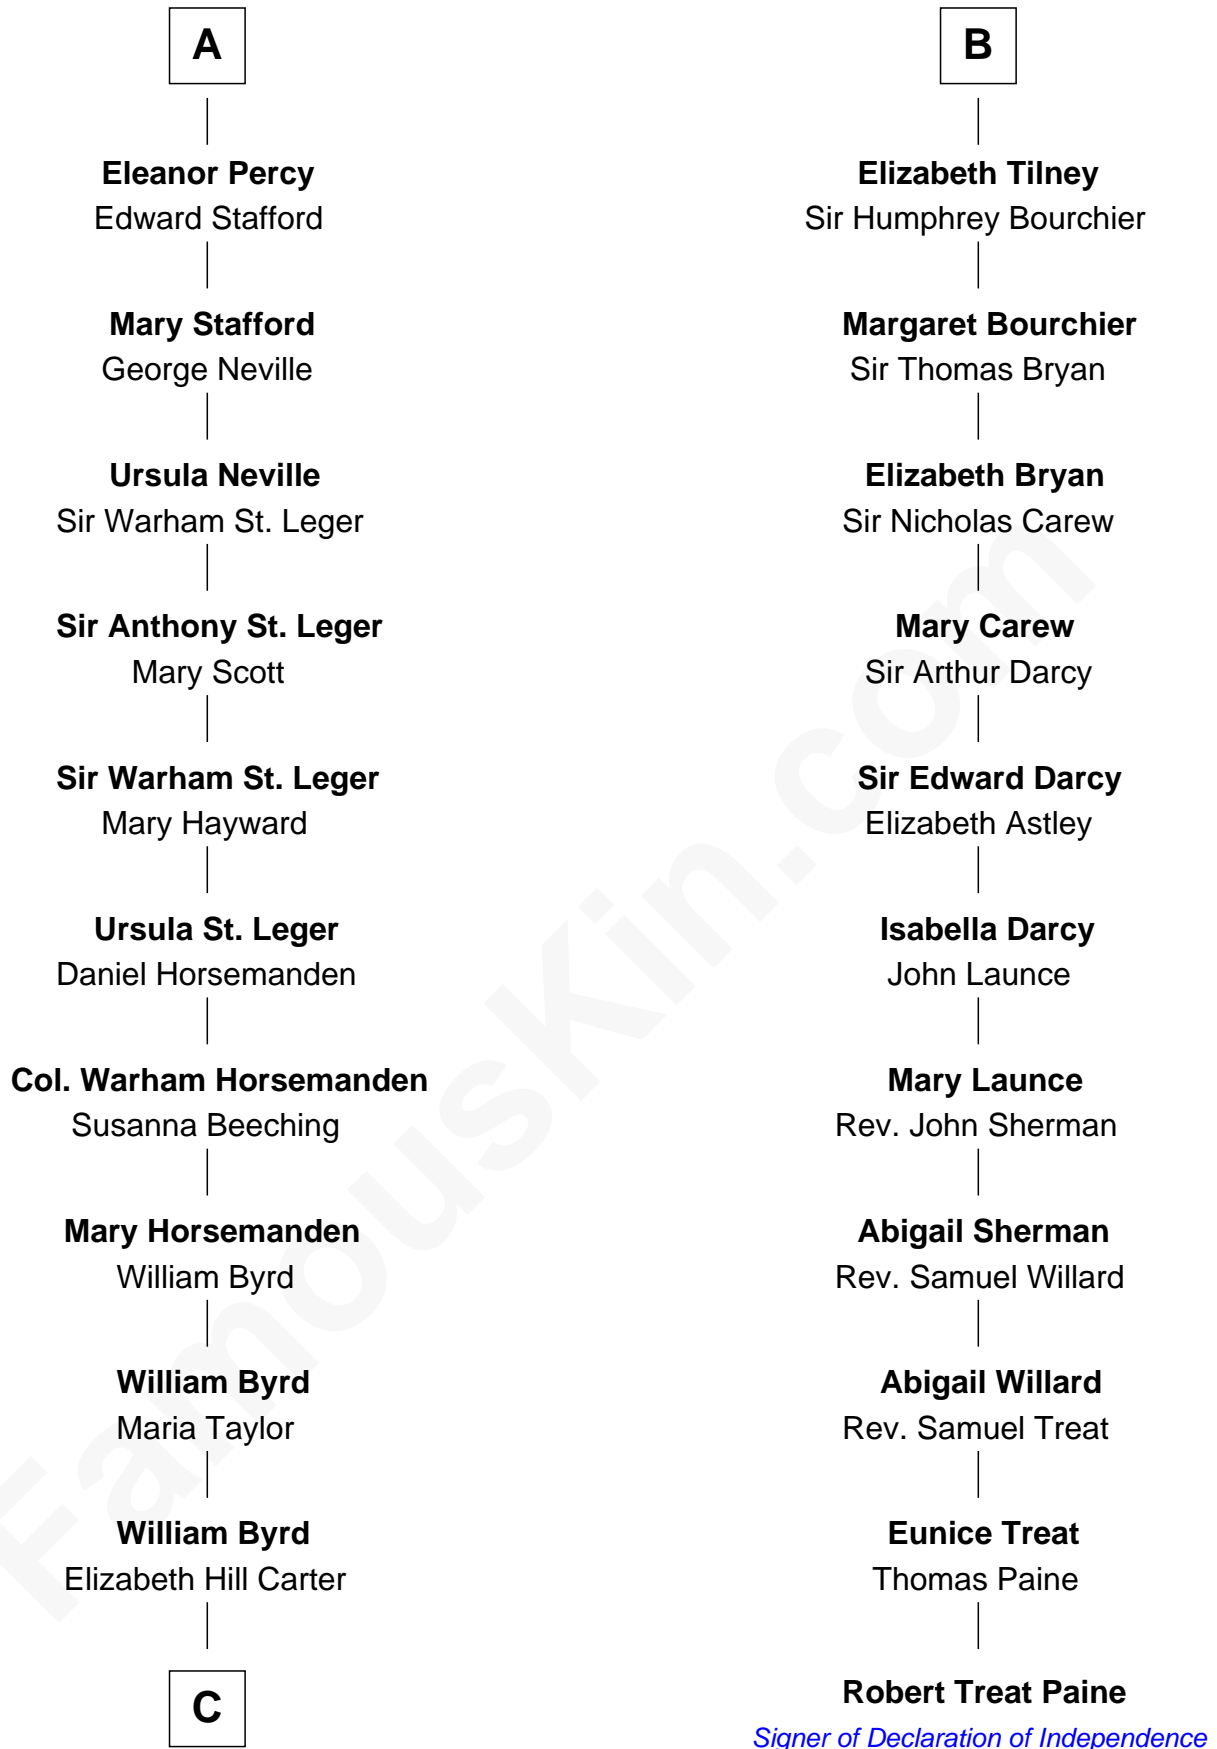 A
Eleanor Percy
Edward Stafford
Mary Stafford
George Neville
Ursula Neville
Sir Warham St. Leger
Sir Anthony St. Leger
Mary Scott
Sir Warham St. Leger
Mary Hayward
Ursula St. Leger
Daniel Horsemanden
Col. Warham Horsemanden
Susanna Beeching
Mary Horsemanden
William Byrd
William Byrd
Maria Taylor
William Byrd
Elizabeth Hill Carter
C
B
Elizabeth Tilney
Sir Humphrey Bourchier
Margaret Bourchier
Sir Thomas Bryan
Elizabeth Bryan
Sir Nicholas Carew
Mary Carew
Sir Arthur Darcy
Sir Edward Darcy
Elizabeth Astley
Isabella Darcy
John Launce
Mary Launce
Rev. John Sherman
Abigail Sherman
Rev. Samuel Willard
Abigail Willard
Rev. Samuel Treat
Eunice Treat
Thomas Paine
Robert Treat Paine
Signer of Declaration of Independence
FamousKin.com